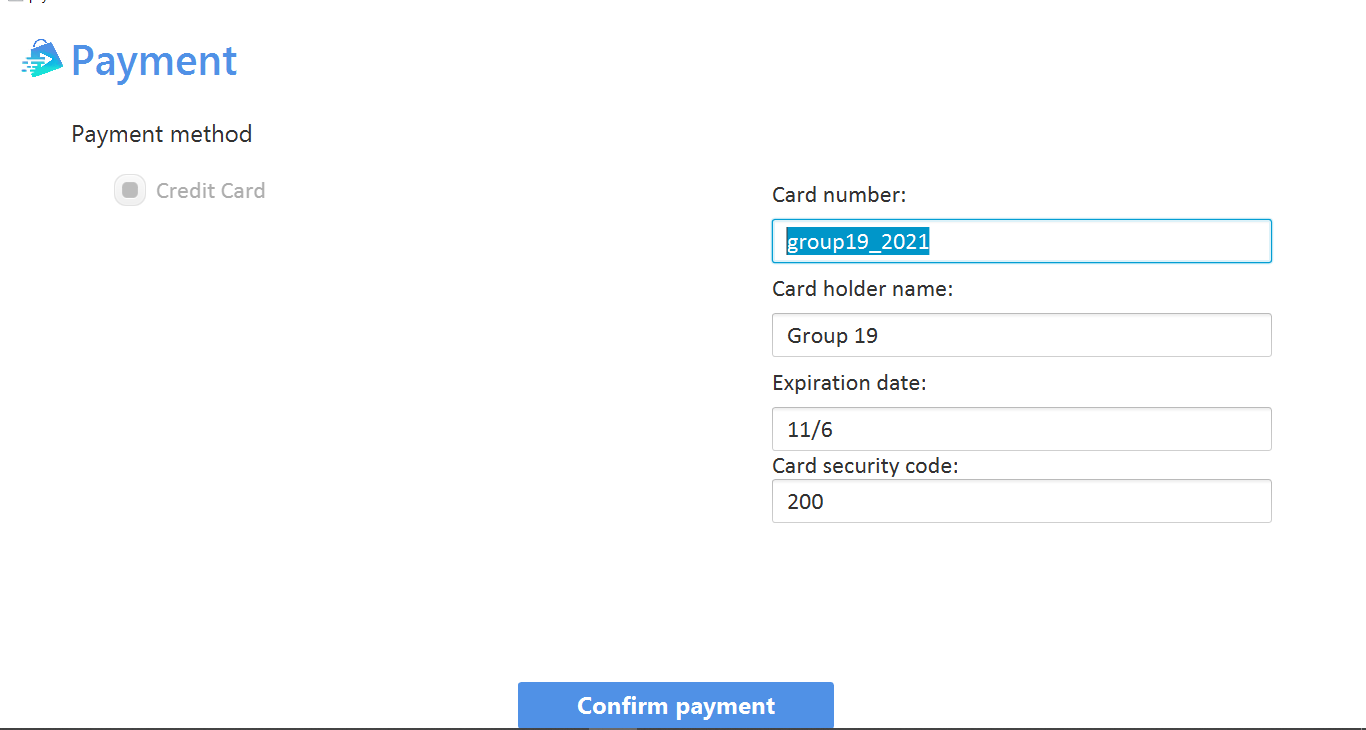 Payment
Payment method
Credit Card
Card number:
group19_2021
Card holder name:
Group 19
Expiration date:
11/6
Card security code:
200
Confirm payment